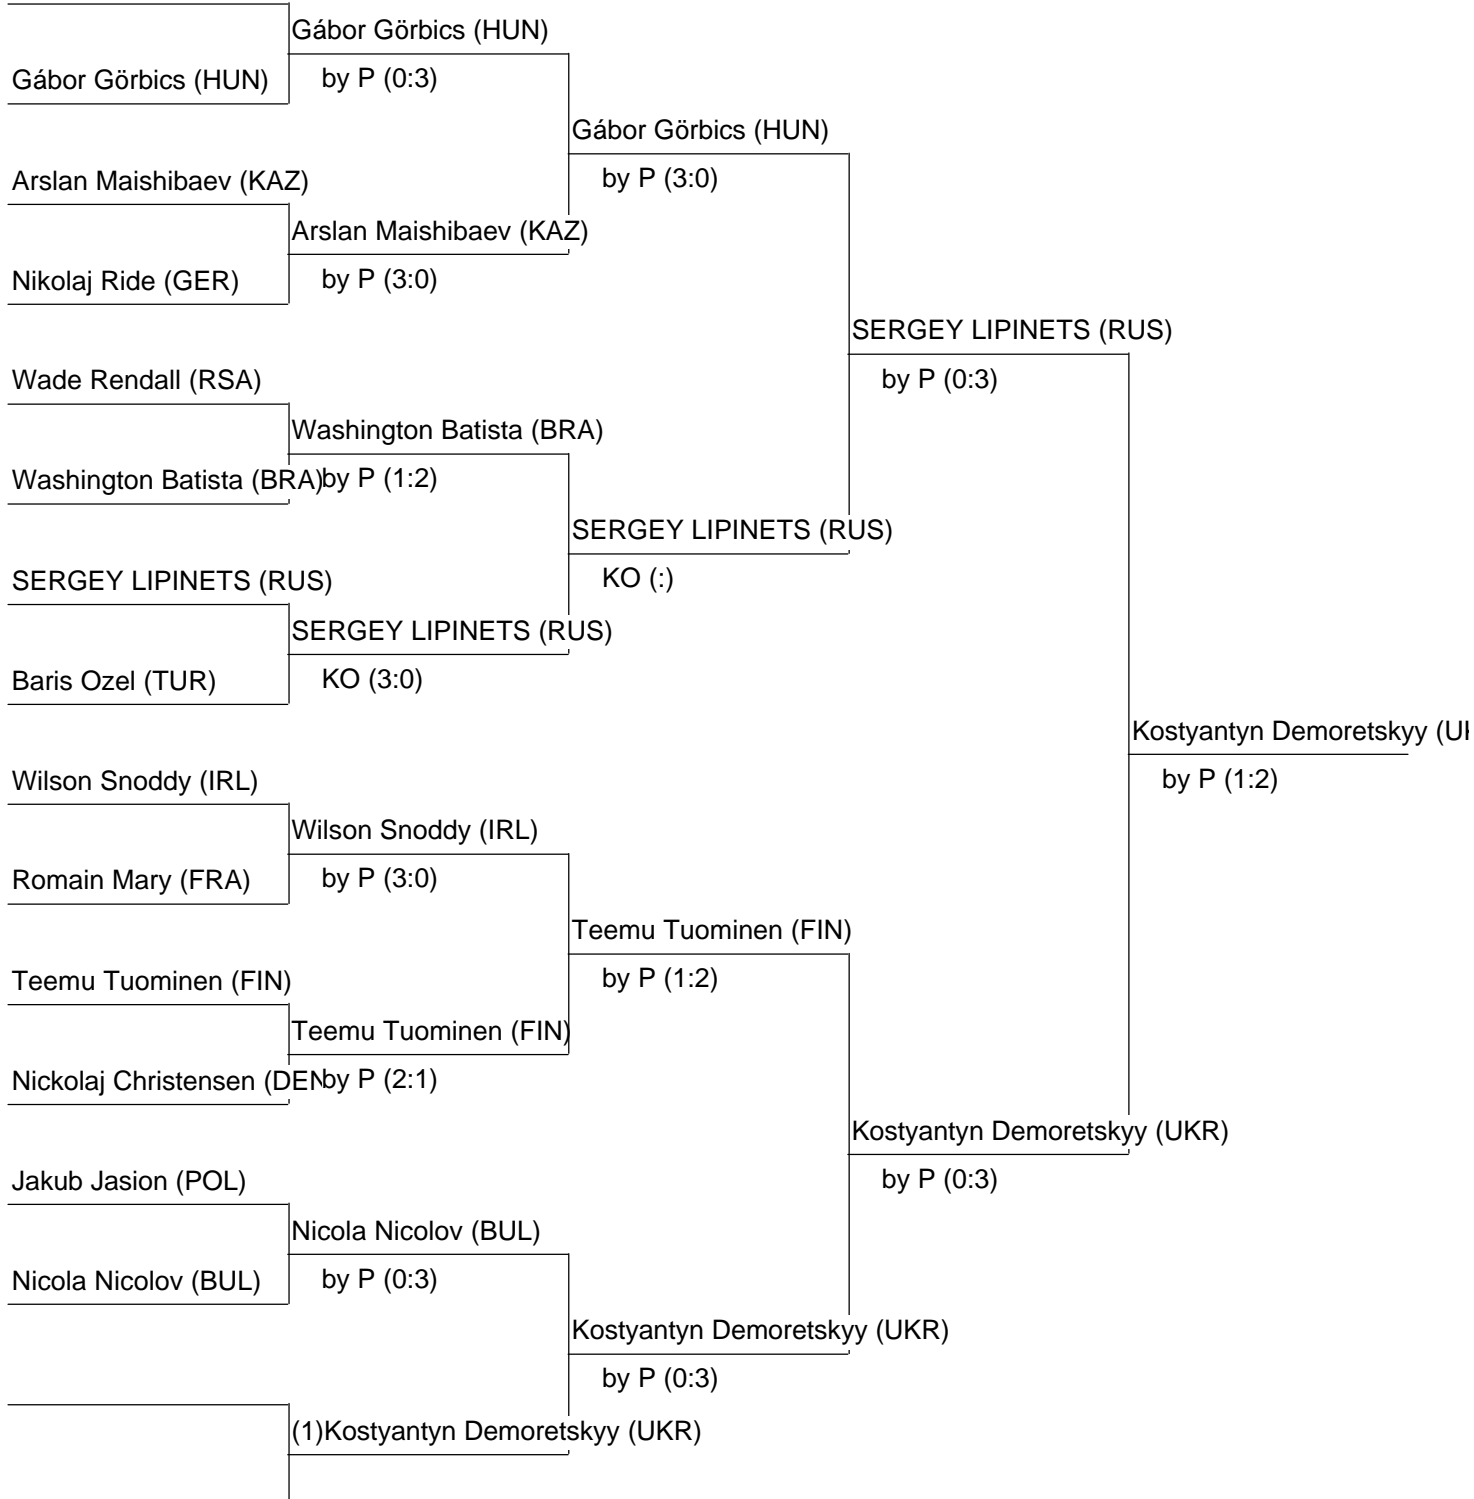 Gábor Görbics (HUN)
Gábor Görbics (HUN)
by P (0:3)
Gábor Görbics (HUN)
by P (3:0)
Arslan Maishibaev (KAZ)
Arslan Maishibaev (KAZ)
Nikolaj Ride (GER)
by P (3:0)
SERGEY LIPINETS (RUS)
by P (0:3)
Wade Rendall (RSA)
Washington Batista (BRA)
Washington Batista (BRA)
by P (1:2)
SERGEY LIPINETS (RUS)
KO (:)
SERGEY LIPINETS (RUS)
SERGEY LIPINETS (RUS)
Baris Ozel (TUR)
KO (3:0)
Kostyantyn Demoretskyy (UK
by P (1:2)
Wilson Snoddy (IRL)
Wilson Snoddy (IRL)
Romain Mary (FRA)
by P (3:0)
Teemu Tuominen (FIN)
by P (1:2)
Teemu Tuominen (FIN)
Teemu Tuominen (FIN)
Nickolaj Christensen (DEN
by P (2:1)
Kostyantyn Demoretskyy (UKR)
by P (0:3)
Jakub Jasion (POL)
Nicola Nicolov (BUL)
Nicola Nicolov (BUL)
by P (0:3)
Kostyantyn Demoretskyy (UKR)
by P (0:3)
(1)Kostyantyn Demoretskyy (UKR)